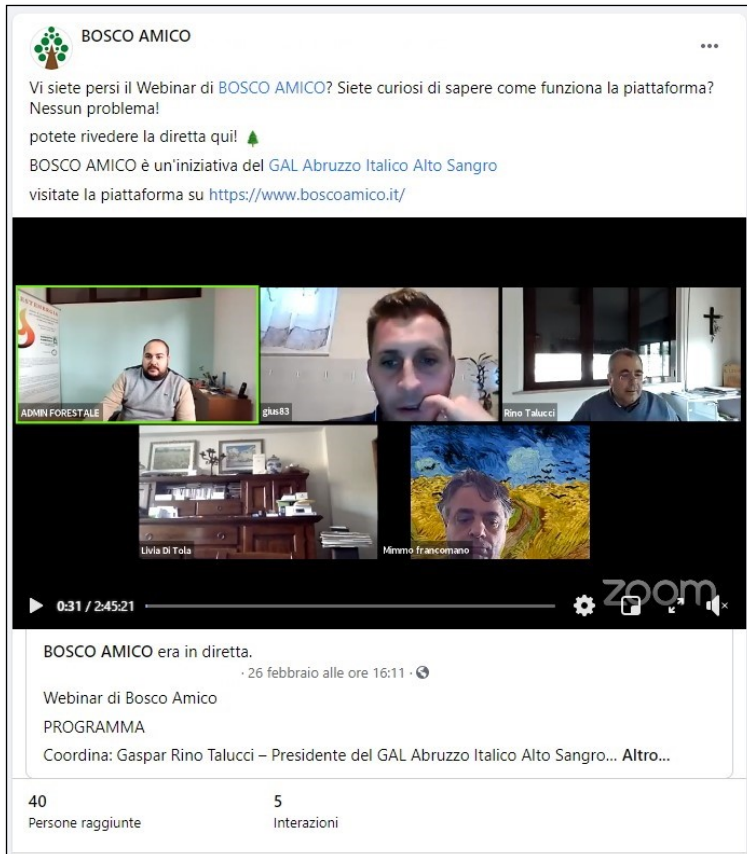 BOSCO AMICO
Vi siete persi il Webinar di BOSCO AMICO? Siete curiosi di sapere come funziona la piattaforma?
Nessun problema!
potete rivedere la diretta qui!
BOSCO AMICO è un'iniziativa del GAL Abruzzo Italico Alto Sangro
visitate la piattaforma su https://www.boscoamico.it/
ADMIN FORESTALE
gius83
Rino Talucci
Livia Di Tola
Mimmo francomano
zoom
0:31 / 2:45:21
BOSCO AMICO era in diretta.
· 26 febbraio alle ore 16:11 ·
Webinar di Bosco Amico
PROGRAMMA
Coordina: Gaspar Rino Talucci – Presidente del GAL Abruzzo Italico Alto Sangro... Altro...
40
Persone raggiunte
5
Interazioni